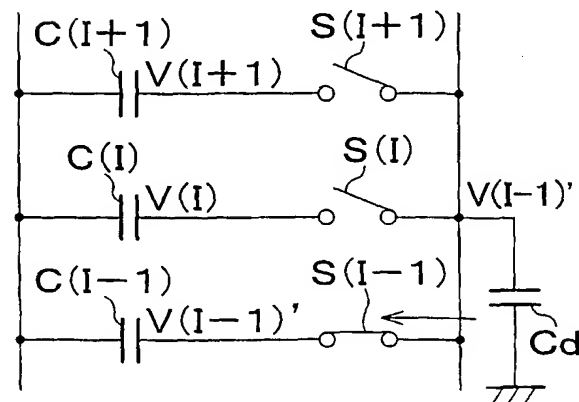 C(I+1) S(I+1)
V(I+1)
C(I) S(I)
V(I) V(I−1)'
C(I−1) S(I−1)
V(I−1)' Cd